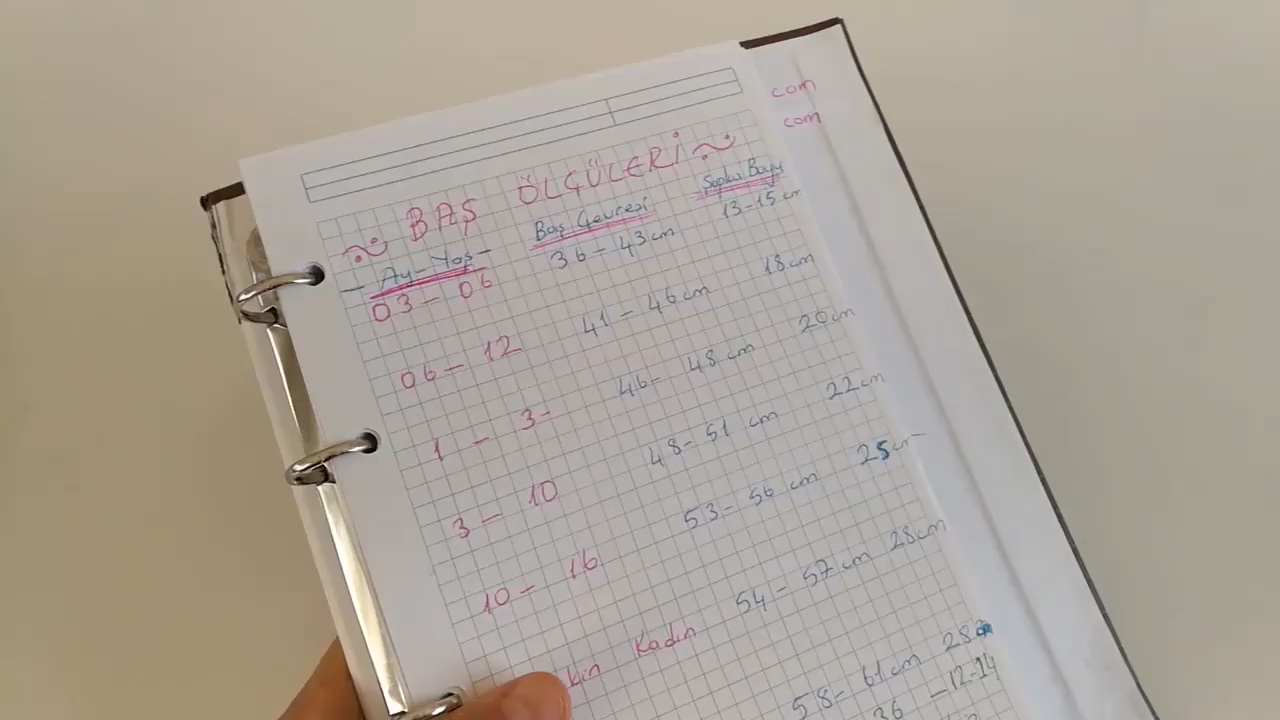 com
com
~ BAŞ ÖLÇÜLERİ ~
- Ay - Yaş - Baş Çevresi Şapka Boyu
03 - 06 36 - 43 cm 13-15 cm
06 - 12 41 - 46 cm 18 cm
1 - 3 - 46 - 48 cm 20 cm
3 - 10 48 - 51 cm 22 cm
10 - 16 53 - 56 cm 25 cm
kin Kadın 54 - 57 cm 28 cm
58 - 61 cm 28
36 - 12-14